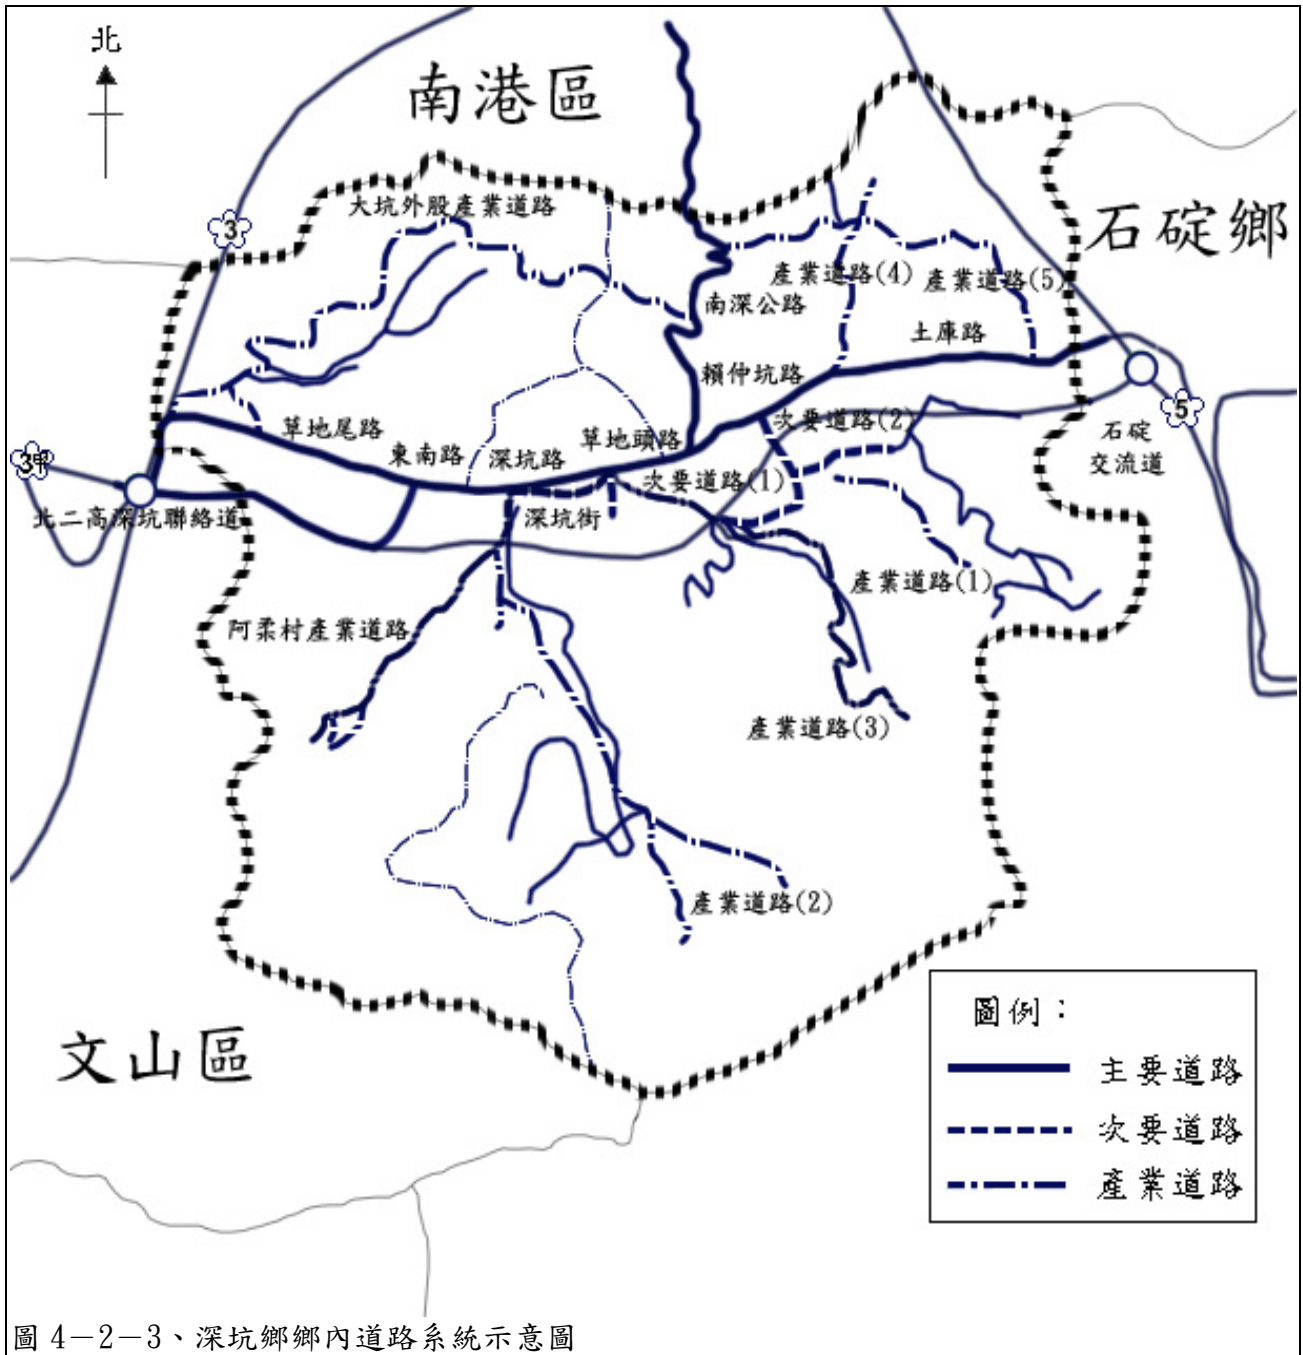 北
南港區
石碇鄉
3
大坑外股產業道路
產業道路(4)
產業道路(5)
南深公路
土庫路
賴仲坑路
次要道路(2)
5
草地尾路
草地頭路
石碇
交流道
東南路
深坑路
3甲
次要道路(1)
北二高深坑聯絡道
深坑街
產業道路(1)
阿柔村產業道路
產業道路(3)
產業道路(2)
文山區
圖例：
主要道路
次要道路
產業道路
圖 4－2－3、深坑鄉鄉內道路系統示意圖